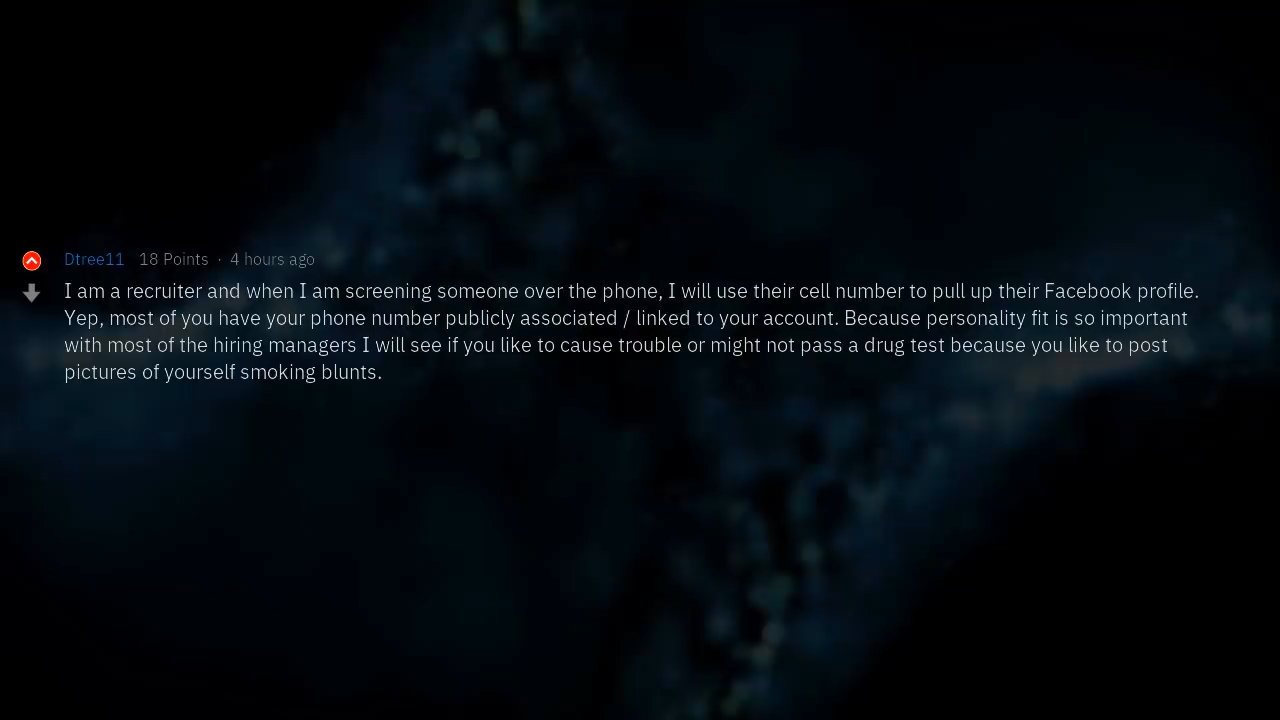 Dtree11 18 Points · 4 hours ago
I am a recruiter and when I am screening someone over the phone, I will use their cell number to pull up their Facebook profile.
Yep, most of you have your phone number publicly associated / linked to your account. Because personality fit is so important
with most of the hiring managers I will see if you like to cause trouble or might not pass a drug test because you like to post
pictures of yourself smoking blunts.